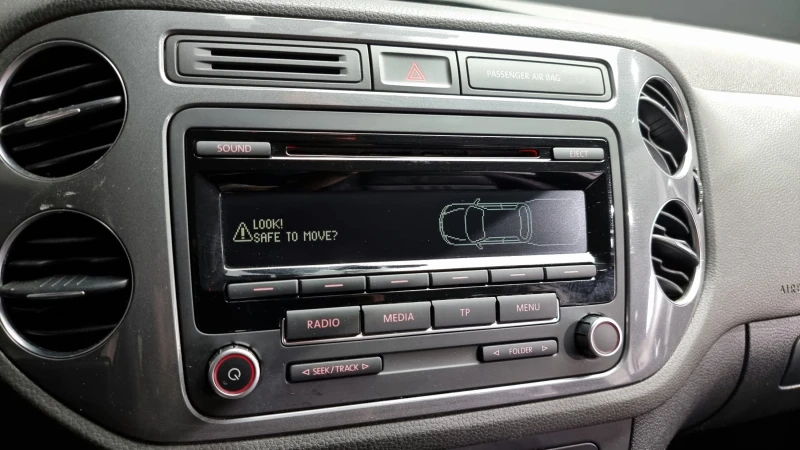 PASSENGER AIR BAG
SOUND
EJECT
LOOK!
SAFE TO MOVE?
RADIO
MEDIA
TP
MENU
SEEK/TRACK
FOLDER